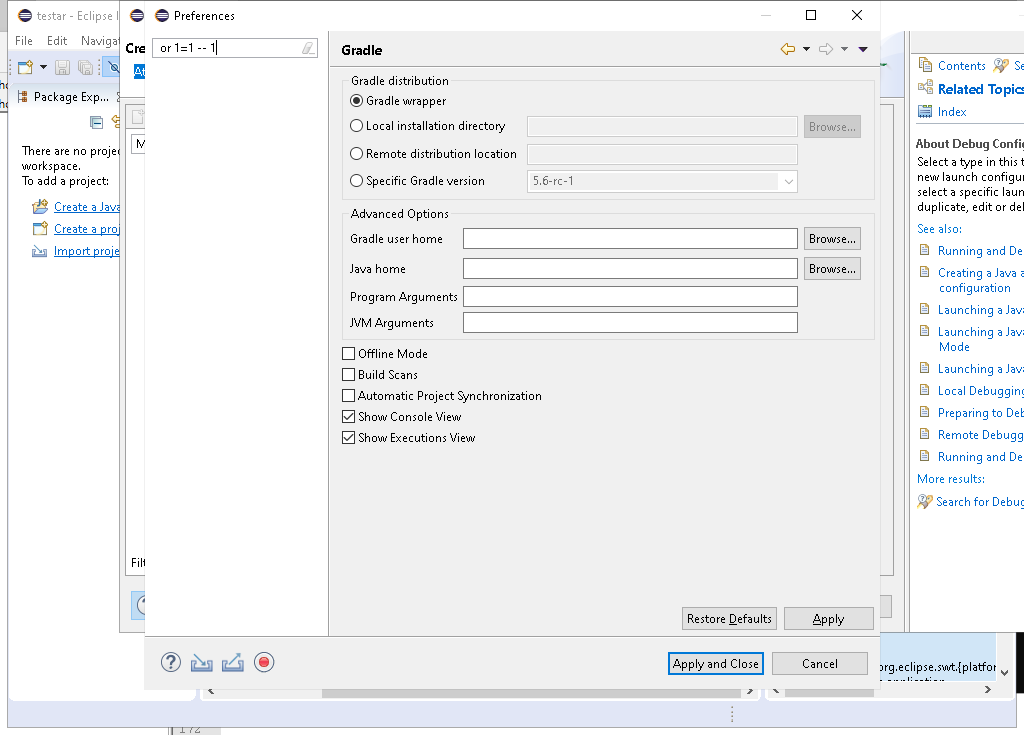 testar - Eclipse I
Preferences
File Edit Navigat
Cre
or 1=1 -- 1
Gradle
Package Exp...
There are no projec
workspace.
To add a project:
Create a Java
Create a proj
Import proje
M
Filt
Gradle distribution
Gradle wrapper
Local installation directory
Browse...
Remote distribution location
Specific Gradle version
5.6-rc-1
Advanced Options
Gradle user home
Browse...
Java home
Browse...
Program Arguments
JVM Arguments
Offline Mode
Build Scans
Automatic Project Synchronization
Show Console View
Show Executions View
Restore Defaults
Apply
Apply and Close
Cancel
Contents Se
Related Topics
Index
About Debug Config
Select a type in this t
new launch configur
select a specific laun
duplicate, edit or del
See also:
Running and De
Creating a Java a
configuration
Launching a Java
Launching a Java
Mode
Launching a Java
Local Debugging
Preparing to Deb
Remote Debugg
Running and De
More results:
Search for Debug
org.eclipse.swt.{platfor
172